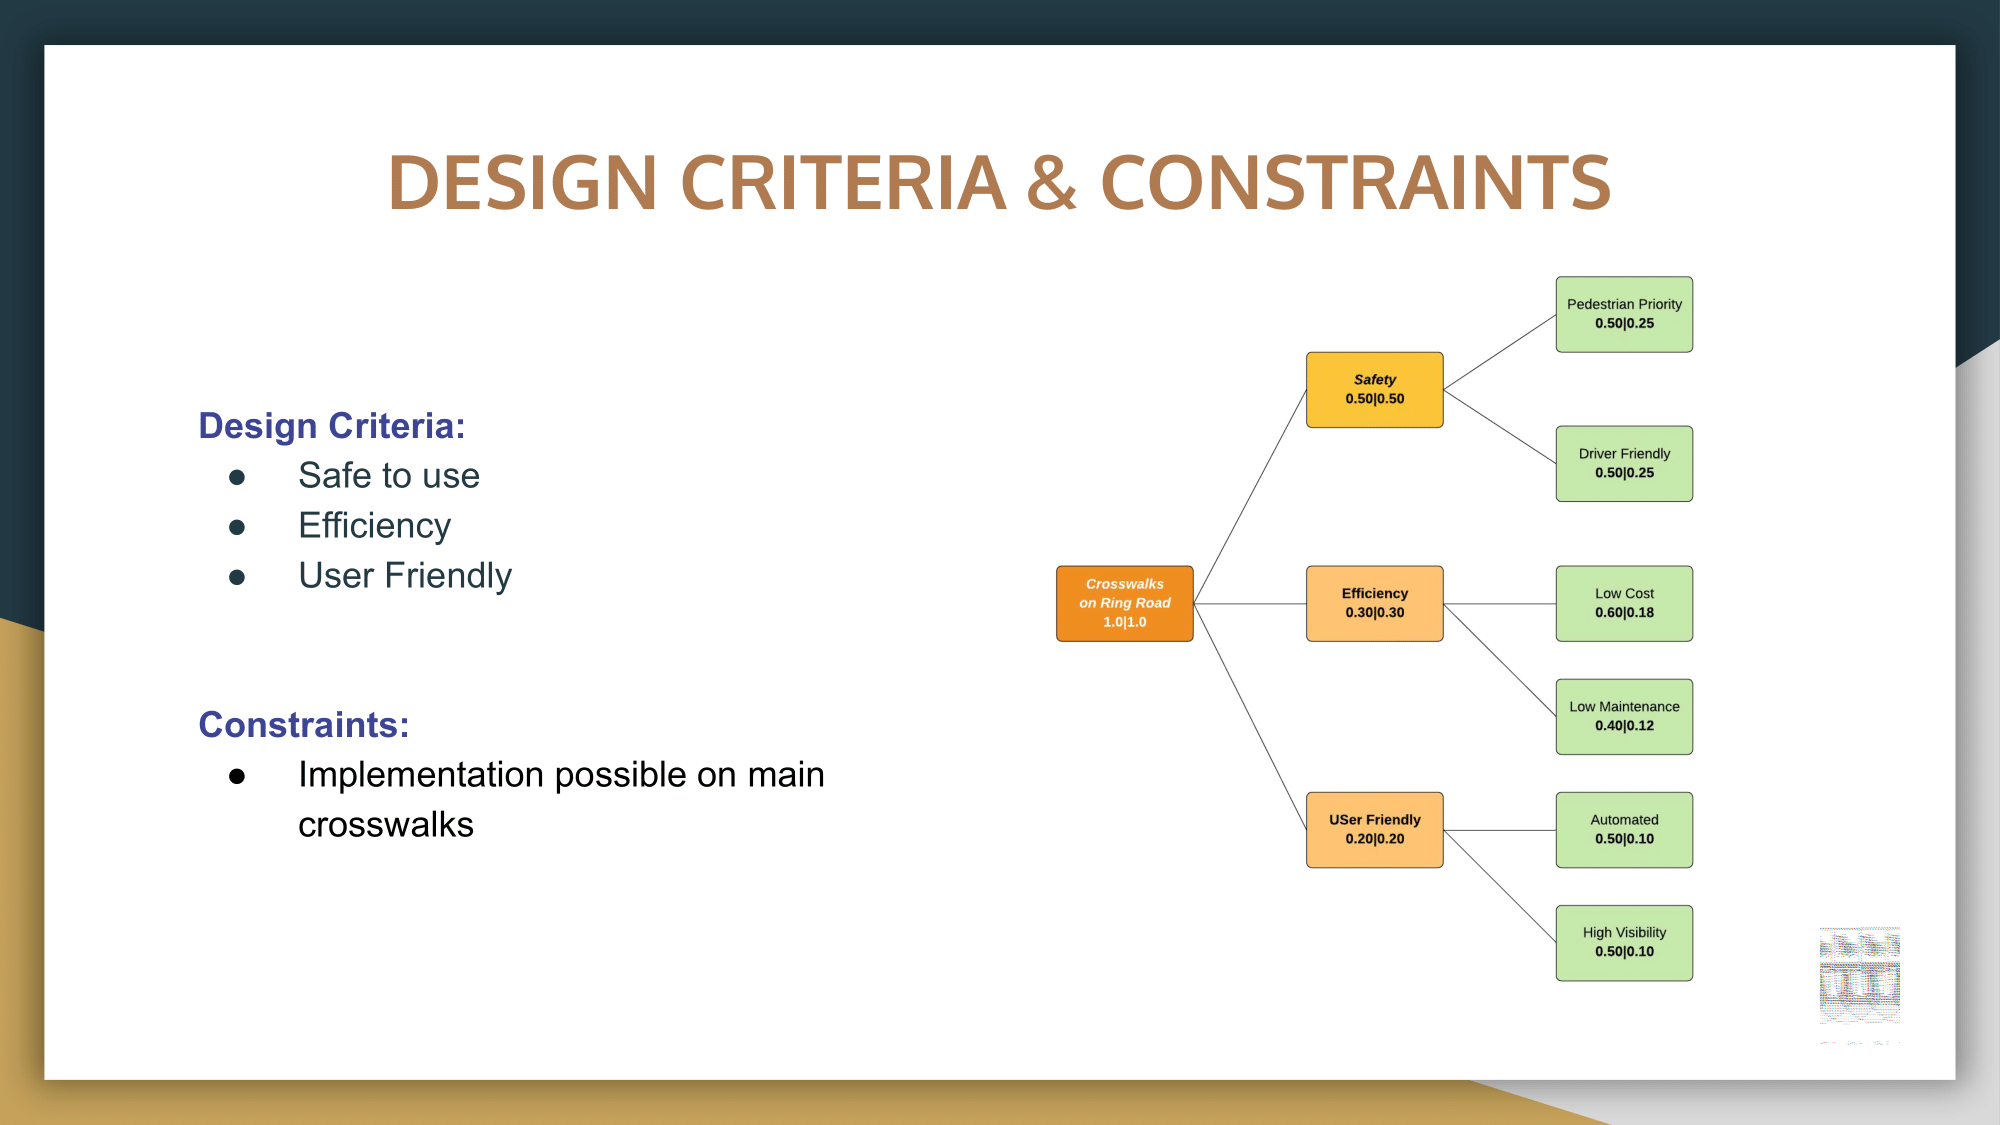 DESIGN CRITERIA & CONSTRAINTS
Design Criteria:
● Safe to use
● Efficiency
● User Friendly
Constraints:
● Implementation possible on main
crosswalks
Crosswalks
on Ring Road
1.0|1.0
Safety
0.50|0.50
Efficiency
0.30|0.30
USer Friendly
0.20|0.20
Pedestrian Priority
0.50|0.25
Driver Friendly
0.50|0.25
Low Cost
0.60|0.18
Low Maintenance
0.40|0.12
Automated
0.50|0.10
High Visibility
0.50|0.10